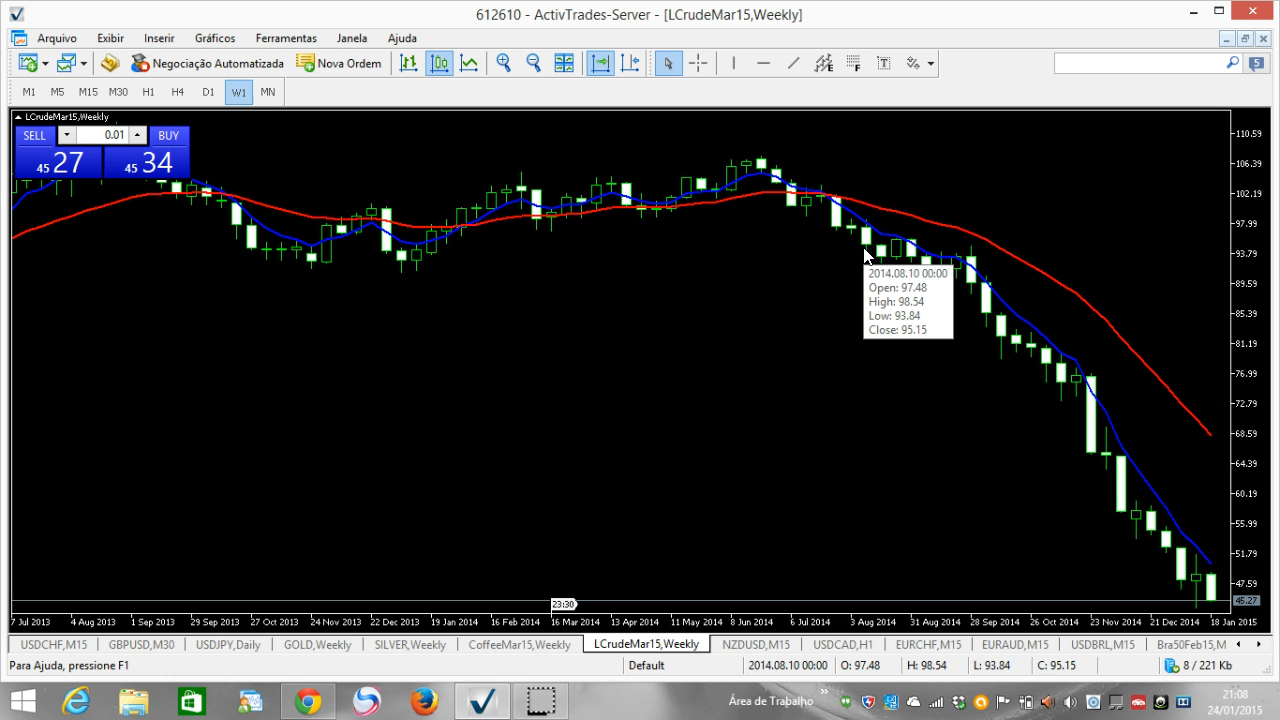 612610 - ActivTrades-Server - [LCrudeMar15,Weekly]
Arquivo Exibir Inserir Gráficos Ferramentas Janela Ajuda
Negociação Automatizada Nova Ordem 5
M1 M5 M15 M30 H1 H4 D1 W1 MN
LCrudeMar15,Weekly
SELL 0.01 BUY
45 27 45 34
110.59
106.39
102.19
97.99
93.79
89.59
85.39
81.19
76.99
72.79
68.59
64.39
60.19
55.99
51.79
47.59
45.27
2014.08.10 00:00
Open: 97.48
High: 98.54
Low: 93.84
Close: 95.15
23:30
7 Jul 2013 4 Aug 2013 1 Sep 2013 29 Sep 2013 27 Oct 2013 24 Nov 2013 22 Dec 2013 19 Jan 2014 16 Feb 2014 16 Mar 2014 13 Apr 2014 11 May 2014 8 Jun 2014 6 Jul 2014 3 Aug 2014 31 Aug 2014 28 Sep 2014 26 Oct 2014 23 Nov 2014 21 Dec 2014 18 Jan 2015
USDCHF,M15 GBPUSD,M30 USDJPY,Daily GOLD,Weekly SILVER,Weekly CoffeeMar15,Weekly LCrudeMar15,Weekly NZDUSD,M15 USDCAD,H1 EURCHF,M15 EURAUD,M15 USDBRL,M15 Bra50Feb15,M
Para Ajuda, pressione F1 Default 2014.08.10 00:00 O: 97.48 H: 98.54 L: 93.84 C: 95.15 8 / 221 Kb
Área de Trabalho 21:08
24/01/2015